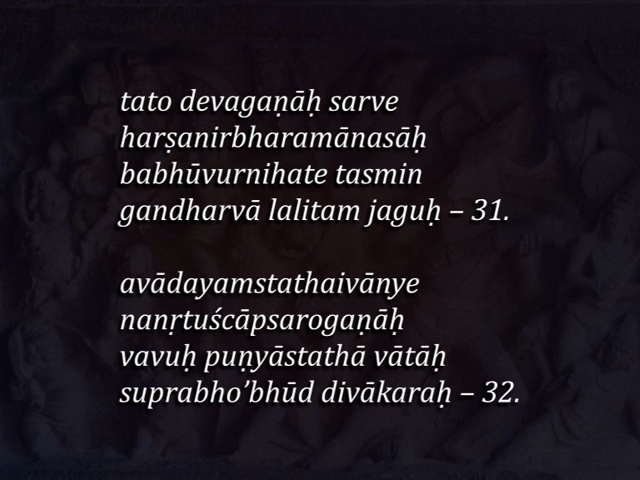 tato devagaṇāḥ sarve
harṣanirbharamānasāḥ
babhūvurnihate tasmin
gandharvā lalitam jaguḥ – 31.
avādayamstathaivānye
nanṛtuścāpsarogaṇāḥ
vavuḥ puṇyāstathā vātāḥ
suprabho’bhūd divākaraḥ – 32.